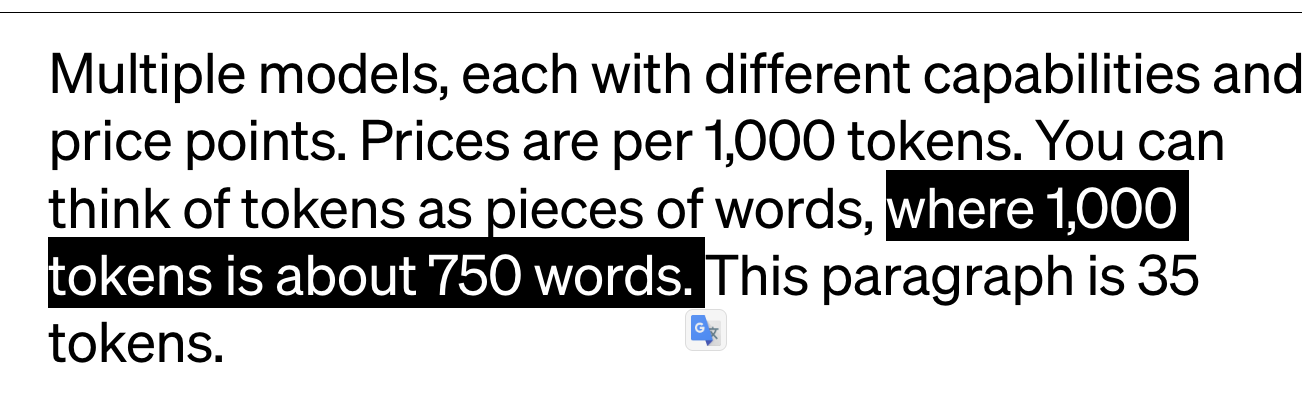 Multiple models, each with different capabilities and
price points. Prices are per 1,000 tokens. You can
think of tokens as pieces of words, where 1,000
tokens is about 750 words. This paragraph is 35
tokens.
G 文